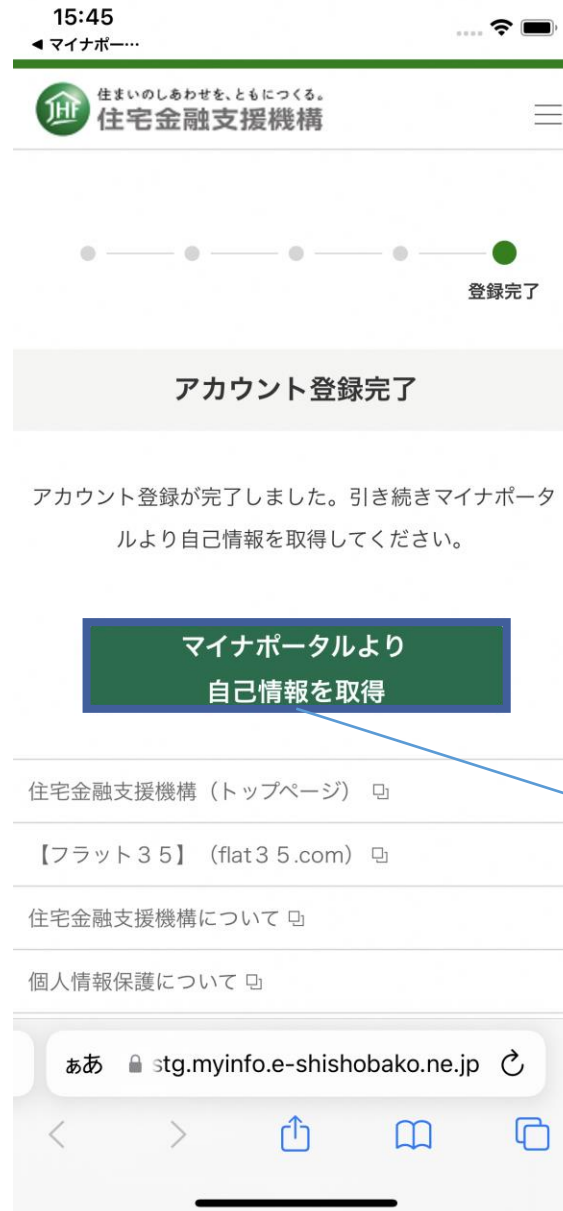 15:45
◀ マイナポー…
JHF
住まいのしあわせを、ともにつくる。
住宅金融支援機構
登録完了
アカウント登録完了
アカウント登録が完了しました。引き続きマイナポータ
ルより自己情報を取得してください。
マイナポータルより
自己情報を取得
住宅金融支援機構（トップページ）
【フラット３５】（flat３５.com）
住宅金融支援機構について
個人情報保護について
ぁあ stg.myinfo.e-shishobako.ne.jp